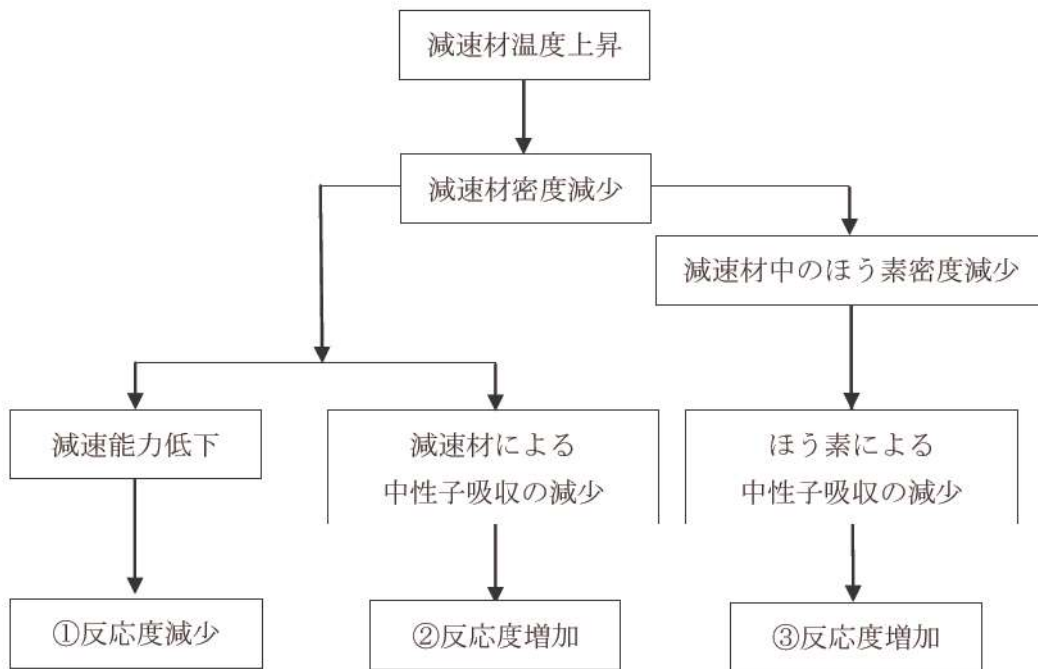 減速材温度上昇
減速材密度減少
減速材中のほう素密度減少
減速能力低下
減速材による
中性子吸収の減少
ほう素による
中性子吸収の減少
①反応度減少
②反応度増加
③反応度増加